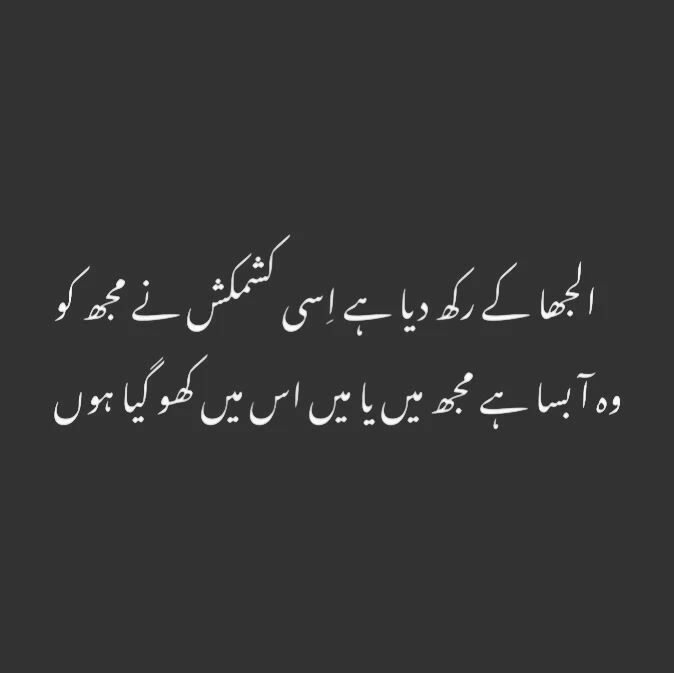 الجھا کے رکھ دیا ہے اِسی کشمکش نے مجھ کو
وہ آ بسا ہے مجھ میں یا میں اس میں کھو گیا ہوں